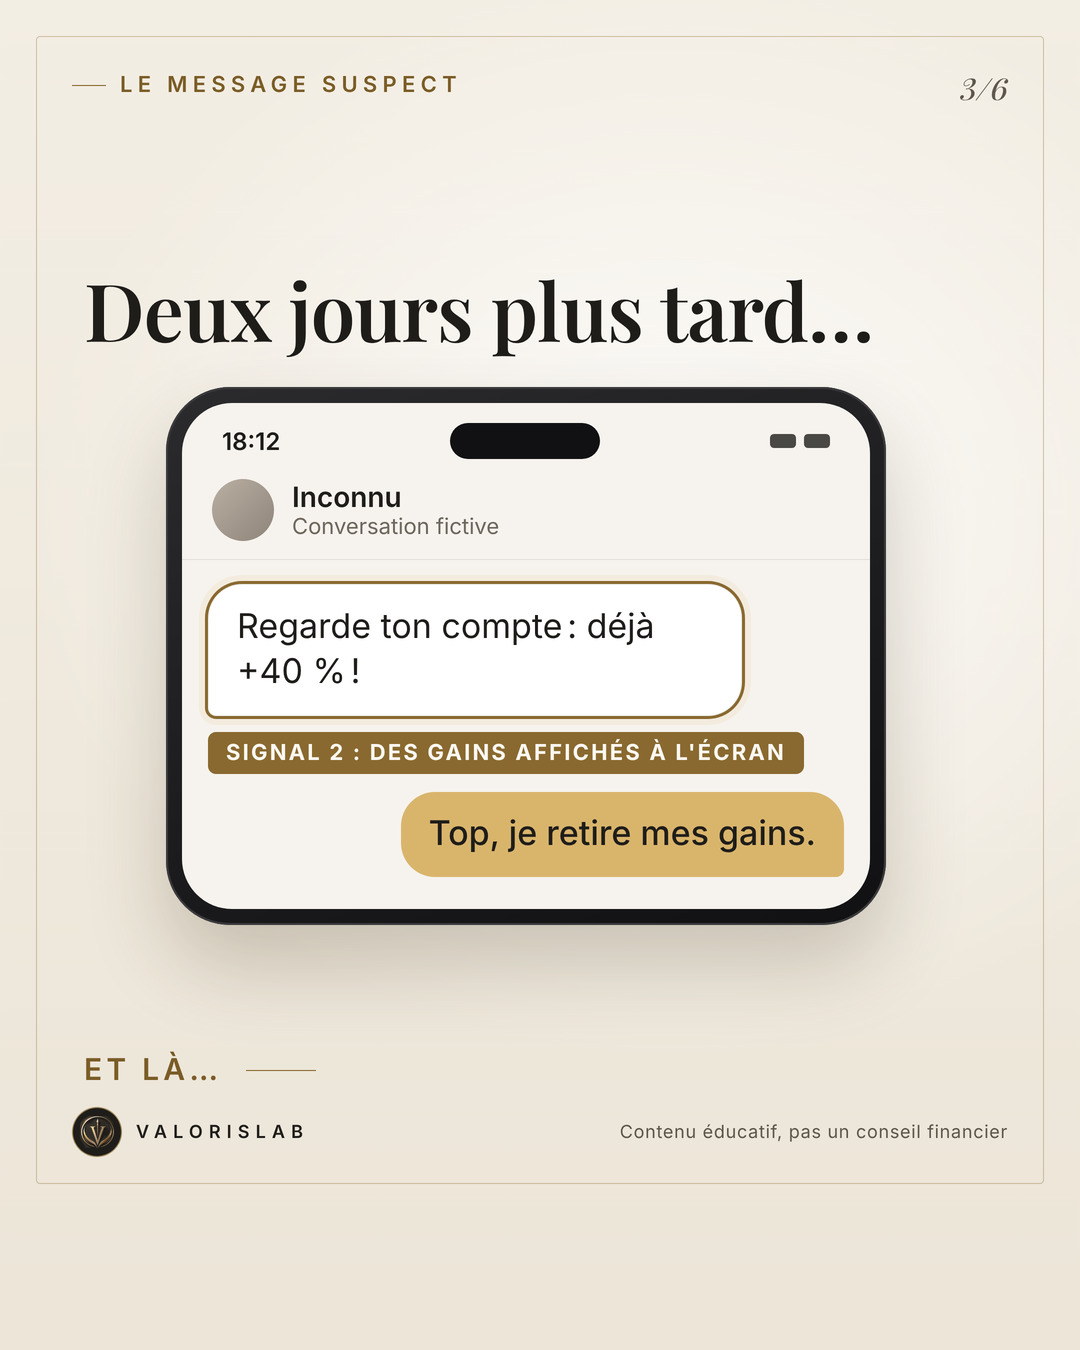 LE MESSAGE SUSPECT
3/6
Deux jours plus tard...
18:12
Inconnu
Conversation fictive
Regarde ton compte : déjà
+40 % !
SIGNAL 2 : DES GAINS AFFICHÉS À L'ÉCRAN
Top, je retire mes gains.
ET LÀ...
VALORISLAB
Contenu éducatif, pas un conseil financier